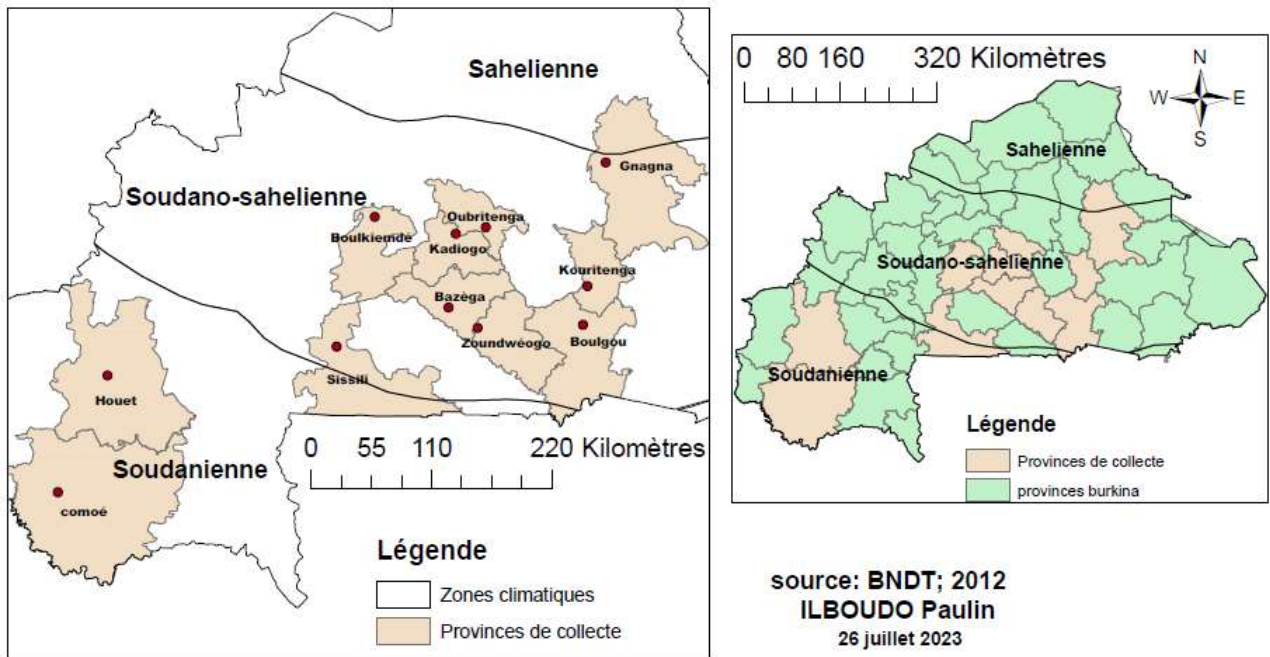 Sahelienne
Gnagna
Soudano-sahelienne
Oubritenga
Boulkiemdé
Kadiogo
Kouritenga
Bazèga
Zoundwéogo
Boulgou
Sissili
Houet
Soudanienne
comoé
0 55 110 220 Kilomètres
Légende
Zones climatiques
Provinces de collecte
0 80 160 320 Kilomètres
N
W E
S
Sahelienne
Soudano-sahelienne
Soudanienne
Légende
Provinces de collecte
provinces burkina
source: BNDT; 2012
ILBOUDO Paulin
26 juillet 2023